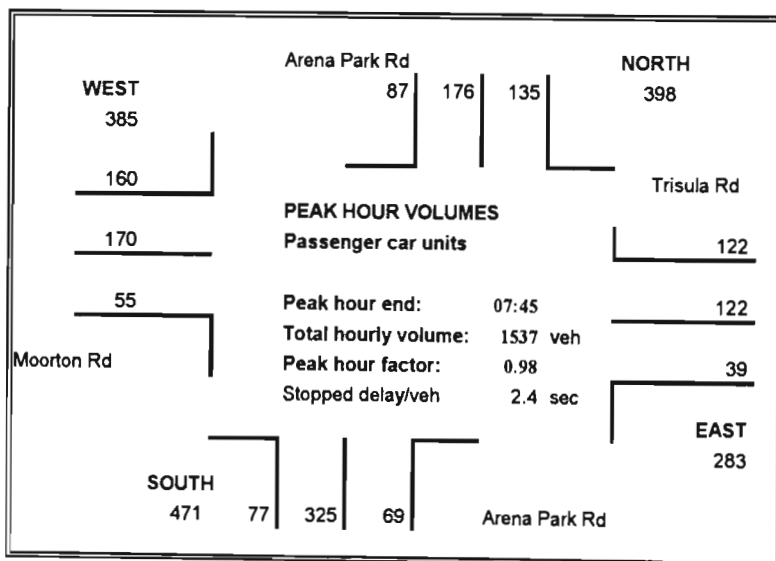 Arena Park Rd
NORTH
WEST
87 176 135 398
385
160
Trisula Rd
PEAK HOUR VOLUMES
170
Passenger car units
122
55
Peak hour end: 07:45
122
Total hourly volume: 1537 veh
Moorton Rd
Peak hour factor: 0.98
39
Stopped delay/veh 2.4 sec
EAST
283
SOUTH
471 77 325 69
Arena Park Rd